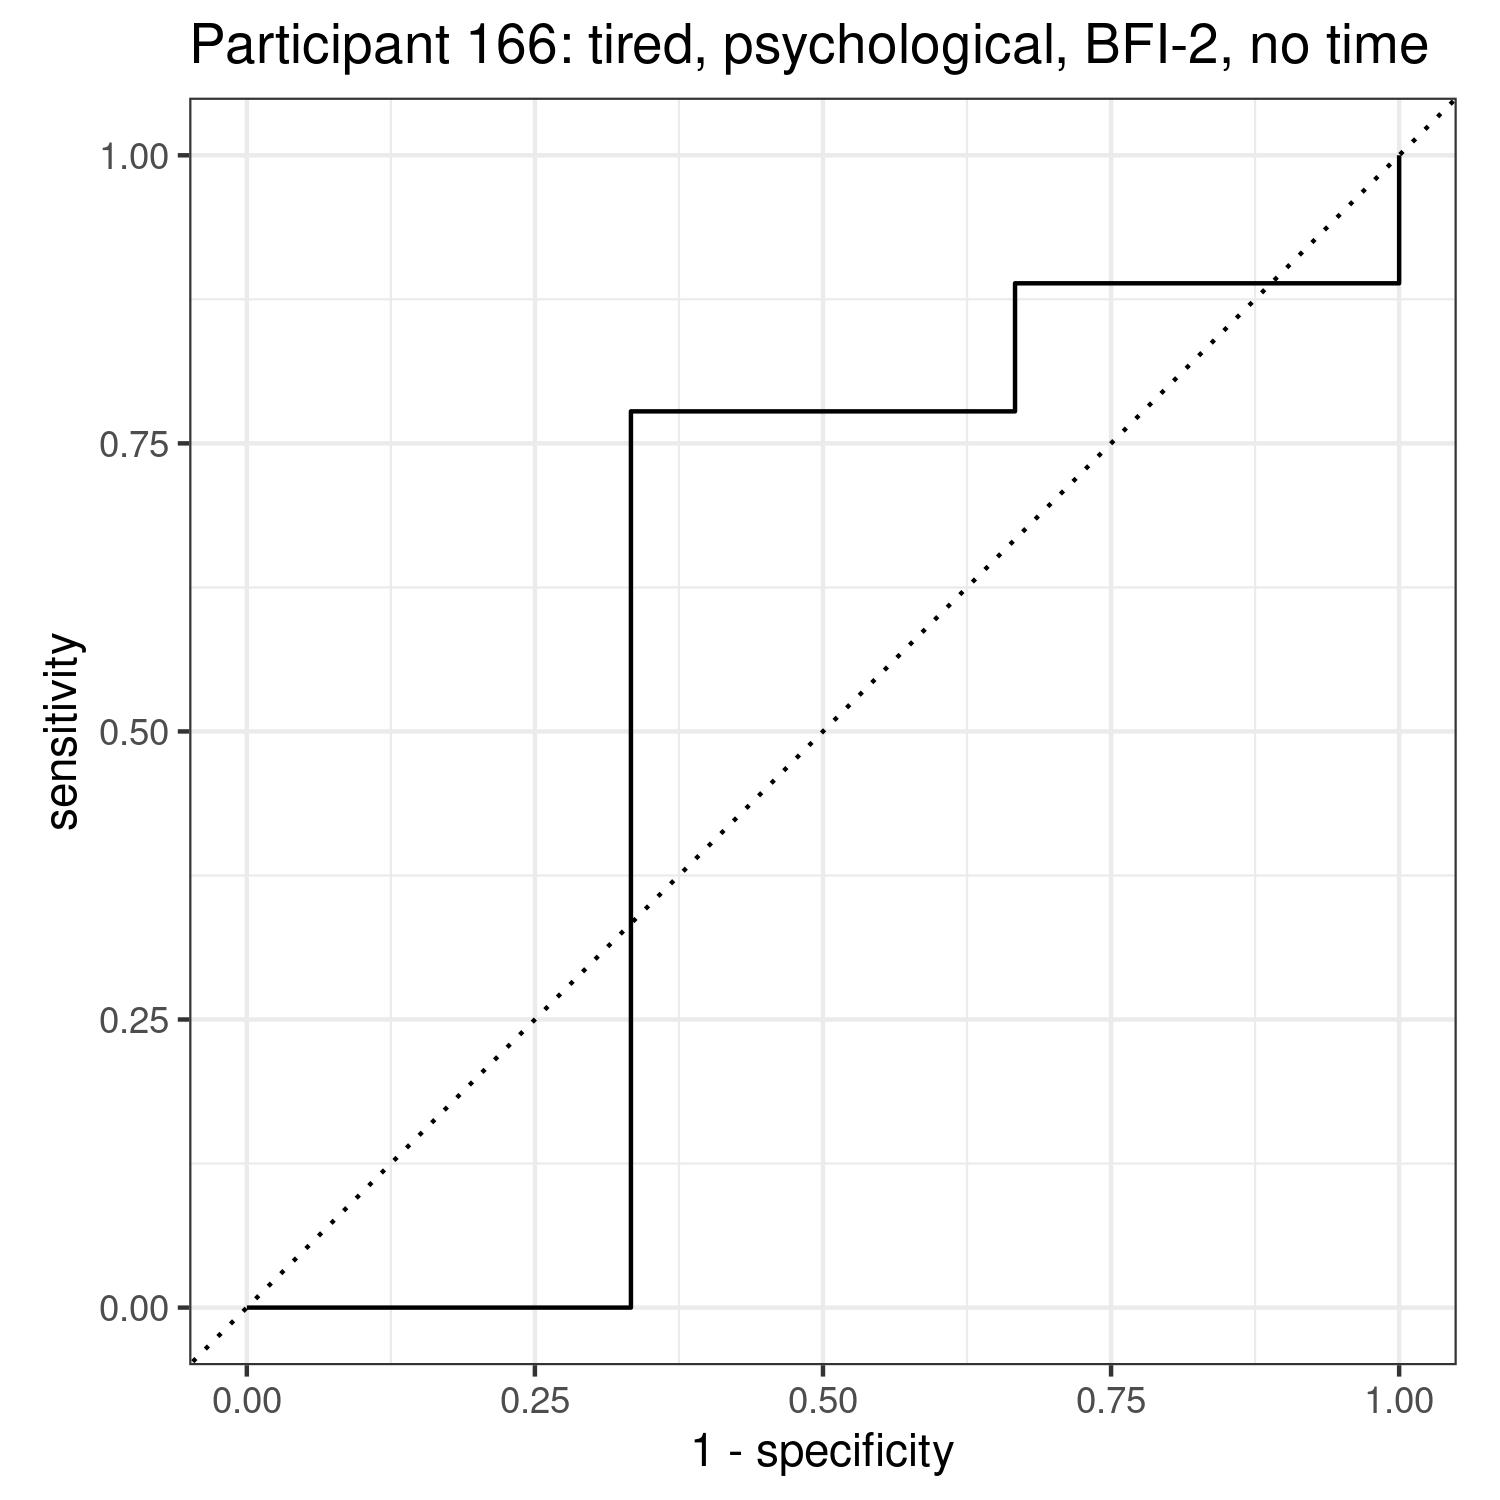 Participant 166: tired, psychological, BFI-2, no time
1.00
0.75
0.50
0.25
0.00
sensitivity
0.00 0.25 0.50 0.75 1.00
1 - specificity